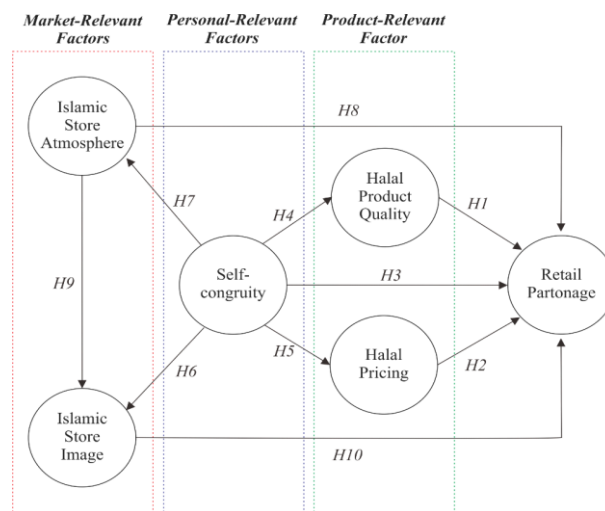 Market-Relevant
Factors
Personal-Relevant
Factors
Product-Relevant
Factor
Islamic
Store
Atmosphere
H8
H7
H4
Halal
Product
Quality
H1
H9
Self-
congruity
H3
Retail
Partonage
H6
H5
Halal
Pricing
H2
Islamic
Store
Image
H10